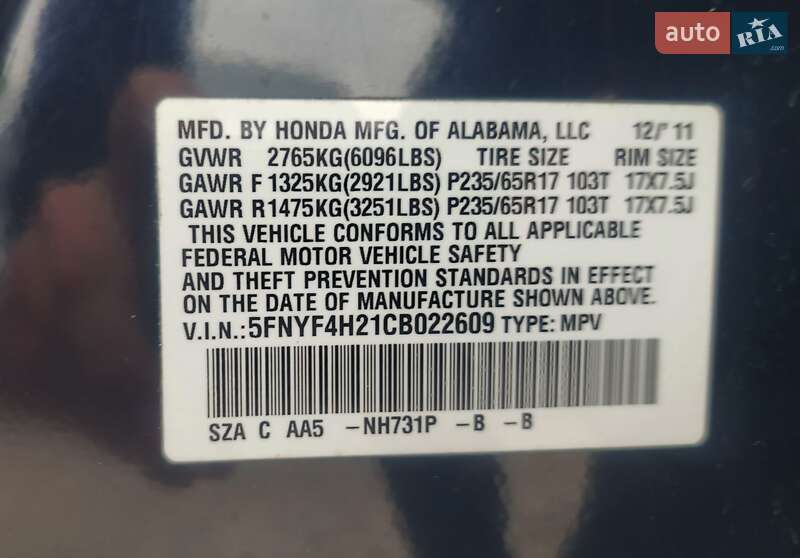 auto RIA.com
MFD. BY HONDA MFG. OF ALABAMA, LLC 12/11
GVWR 2765KG(6096LBS) TIRE SIZE RIM SIZE
GAWR F 1325KG(2921LBS) P235/65R17 103T 17X7.5J
GAWR R1475KG(3251LBS) P235/65R17 103T 17X7.5J
THIS VEHICLE CONFORMS TO ALL APPLICABLE
FEDERAL MOTOR VEHICLE SAFETY
AND THEFT PREVENTION STANDARDS IN EFFECT
ON THE DATE OF MANUFACTURE SHOWN ABOVE.
V.I.N.:5FNYF4H21CB022609 TYPE: MPV
SZA C AA5 -NH731P -B -B